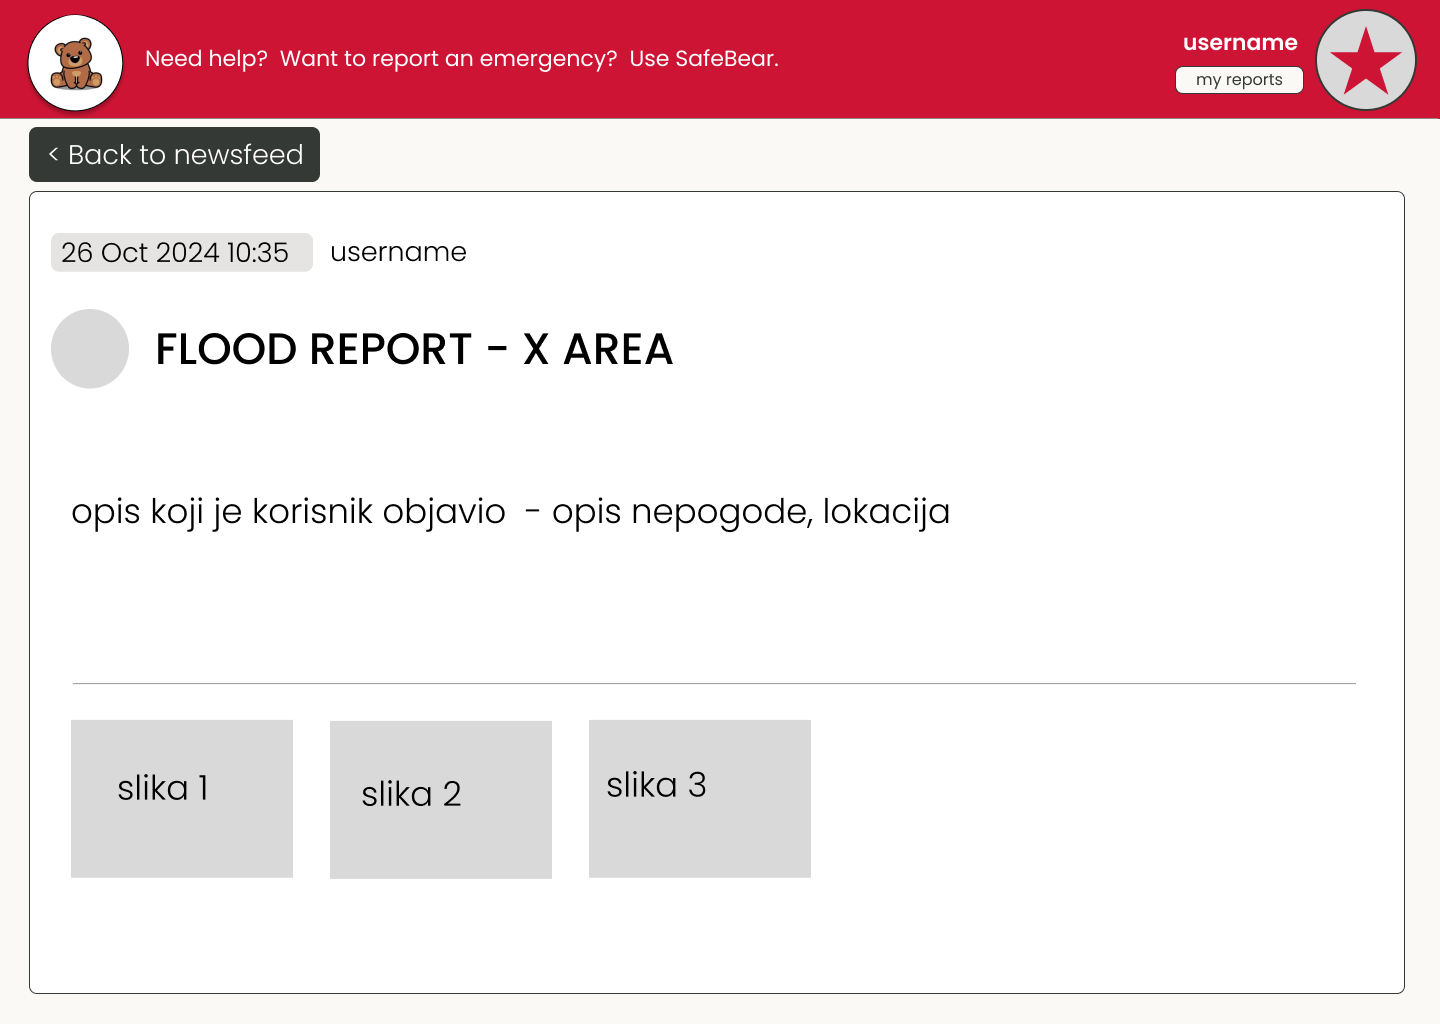 Need help? Want to report an emergency? Use SafeBear.
username
my reports
< Back to newsfeed
26 Oct 2024 10:35 username
FLOOD REPORT - X AREA
opis koji je korisnik objavio - opis nepogode, lokacija
slika 1 slika 2 slika 3